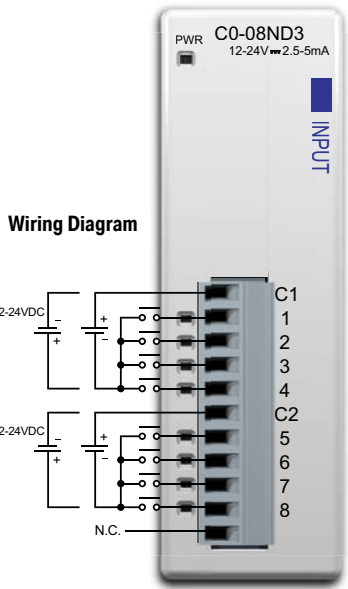 PWR C0-08ND3
12-24V⎓2.5-5mA
INPUT
Wiring Diagram
C1
2-24VDC
- +
+ -
1
2
3
4
C2
2-24VDC
- +
+ -
5
6
7
8
N.C.